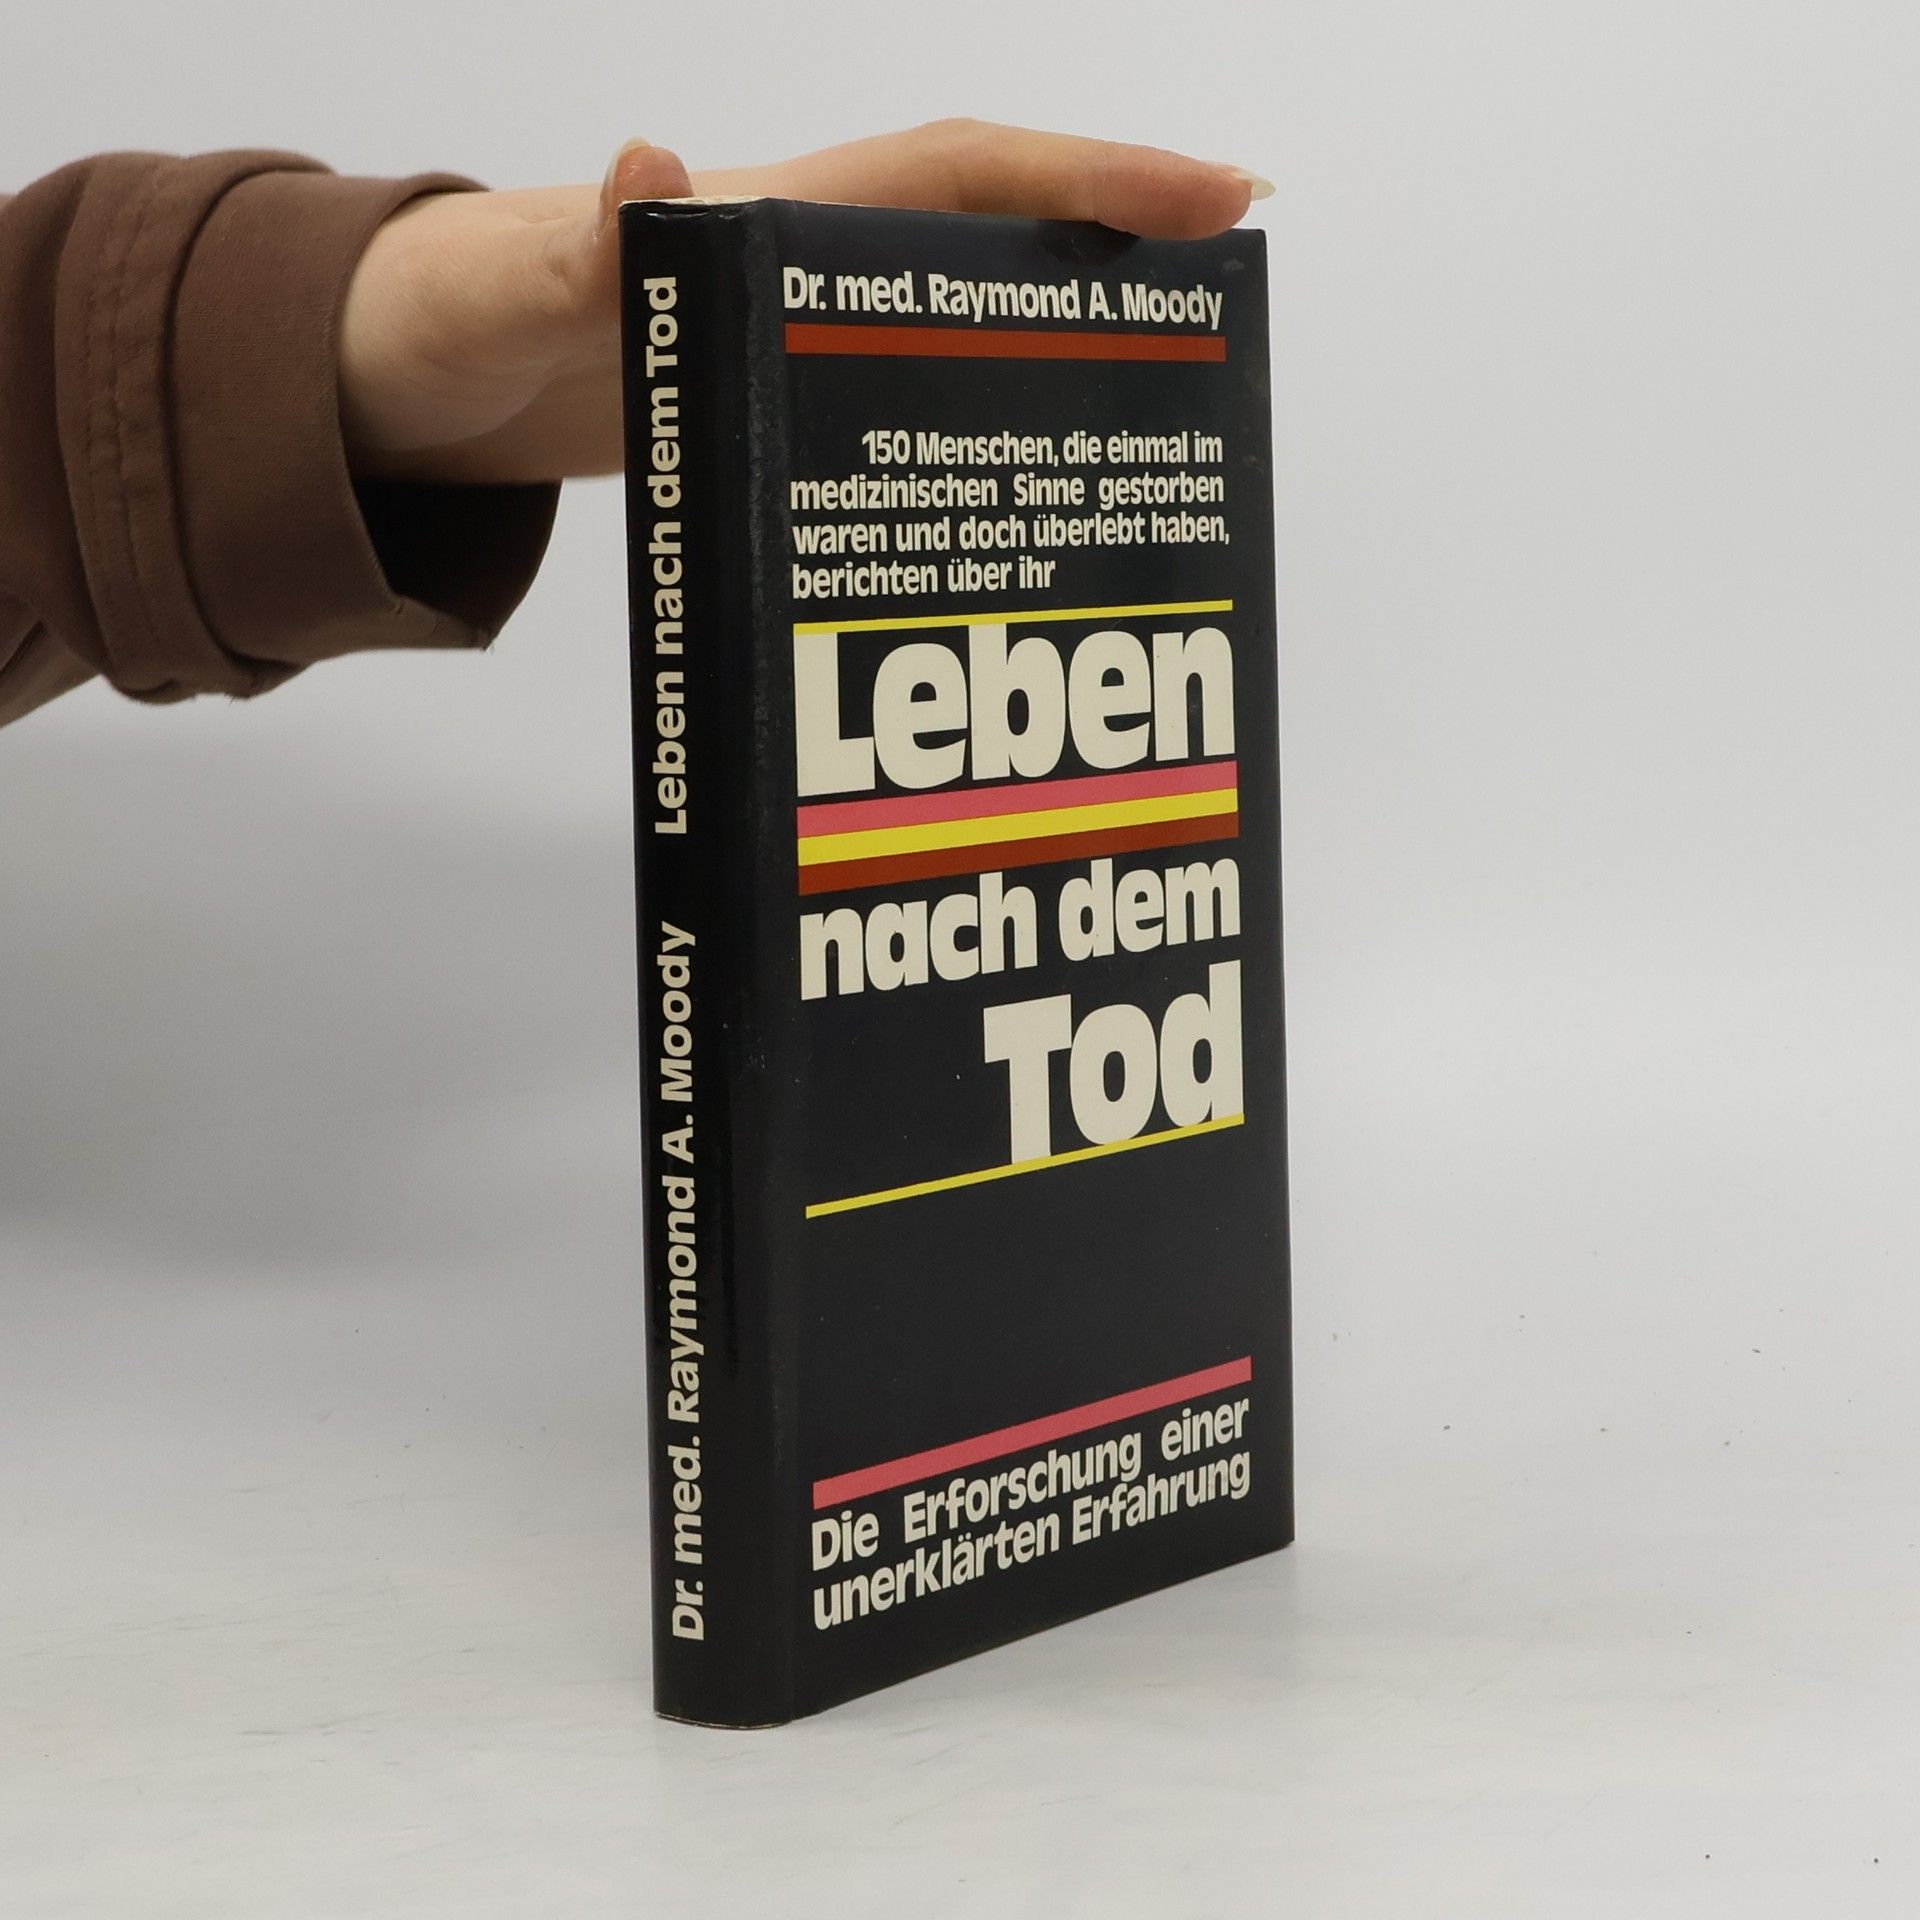 Dr. med. Raymond A. Moody Leben nach dem Tod
Dr. med. Raymond A. Moody
150 Menschen, die einmal im
medizinischen Sinne gestorben
waren und doch überlebt haben,
berichten über ihr
Leben
nach dem
Tod
Die Erforschung einer
unerklärten Erfahrung